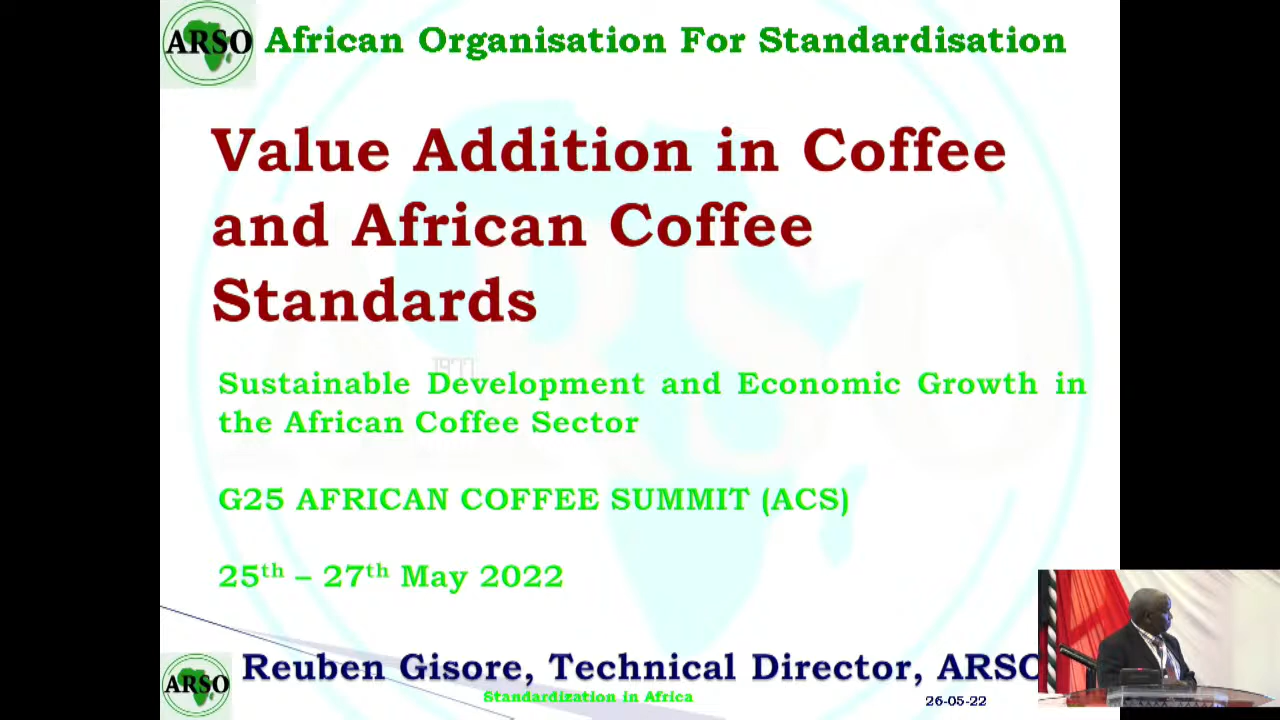 ARSO African Organisation For Standardisation
Value Addition in Coffee
and African Coffee
Standards
1977
Sustainable Development and Economic Growth in
the African Coffee Sector
G25 AFRICAN COFFEE SUMMIT (ACS)
25th – 27th May 2022
ARSO Reuben Gisore, Technical Director, ARSO
Standardization in Africa
26-05-22